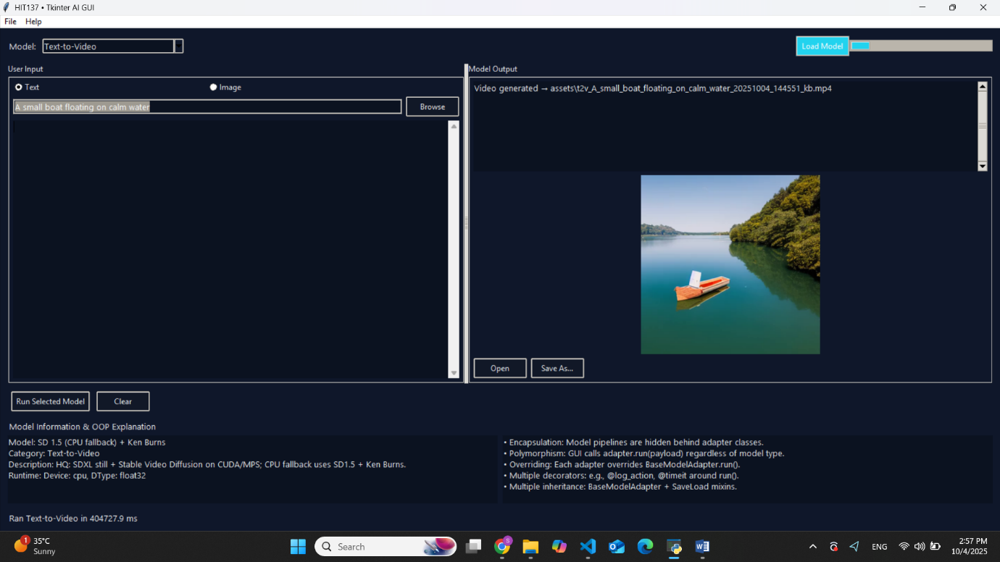 HIT137 • Tkinter AI GUI
File Help
Model: Text-to-Video
Load Model
User Input
Text Image
A small boat floating on calm water
Browse
Model Output
Video generated → assets\t2v_A_small_boat_floating_on_calm_water_20251004_144551_kb.mp4
Open Save As...
Run Selected Model Clear
Model Information & OOP Explanation
Model: SD 1.5 (CPU fallback) + Ken Burns
Category: Text-to-Video
Description: HQ: SDXL still + Stable Video Diffusion on CUDA/MPS; CPU fallback uses SD1.5 + Ken Burns.
Runtime: Device: cpu, DType: float32
• Encapsulation: Model pipelines are hidden behind adapter classes.
• Polymorphism: GUI calls adapter.run(payload) regardless of model type.
• Overriding: Each adapter overrides BaseModelAdapter.run().
• Multiple decorators: e.g., @log_action, @timeit around run().
• Multiple inheritance: BaseModelAdapter + SaveLoad mixins.
Ran Text-to-Video in 404727.9 ms
1
35°C
Sunny
Search
S
ENG
2:57 PM
10/4/2025